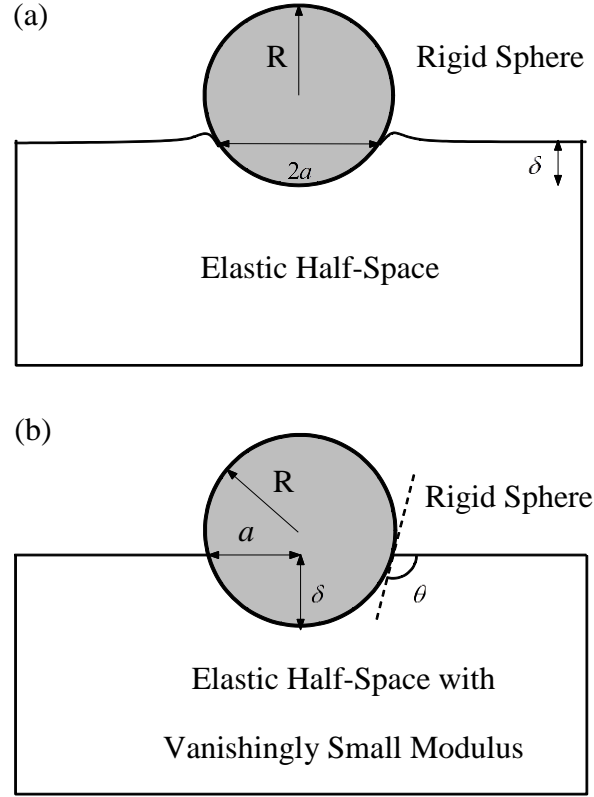 (a)
R
Rigid Sphere
2a
δ
Elastic Half-Space
(b)
R
Rigid Sphere
a
δ
θ
Elastic Half-Space with
Vanishingly Small Modulus